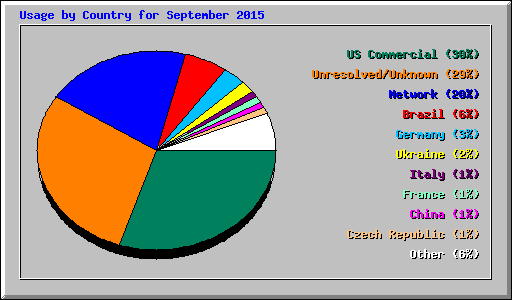 Usage by Country for September 2015
US Commercial (30%)
Unresolved/Unknown (29%)
Network (20%)
Brazil (6%)
Germany (3%)
Ukraine (2%)
Italy (1%)
France (1%)
China (1%)
Czech Republic (1%)
Other (6%)